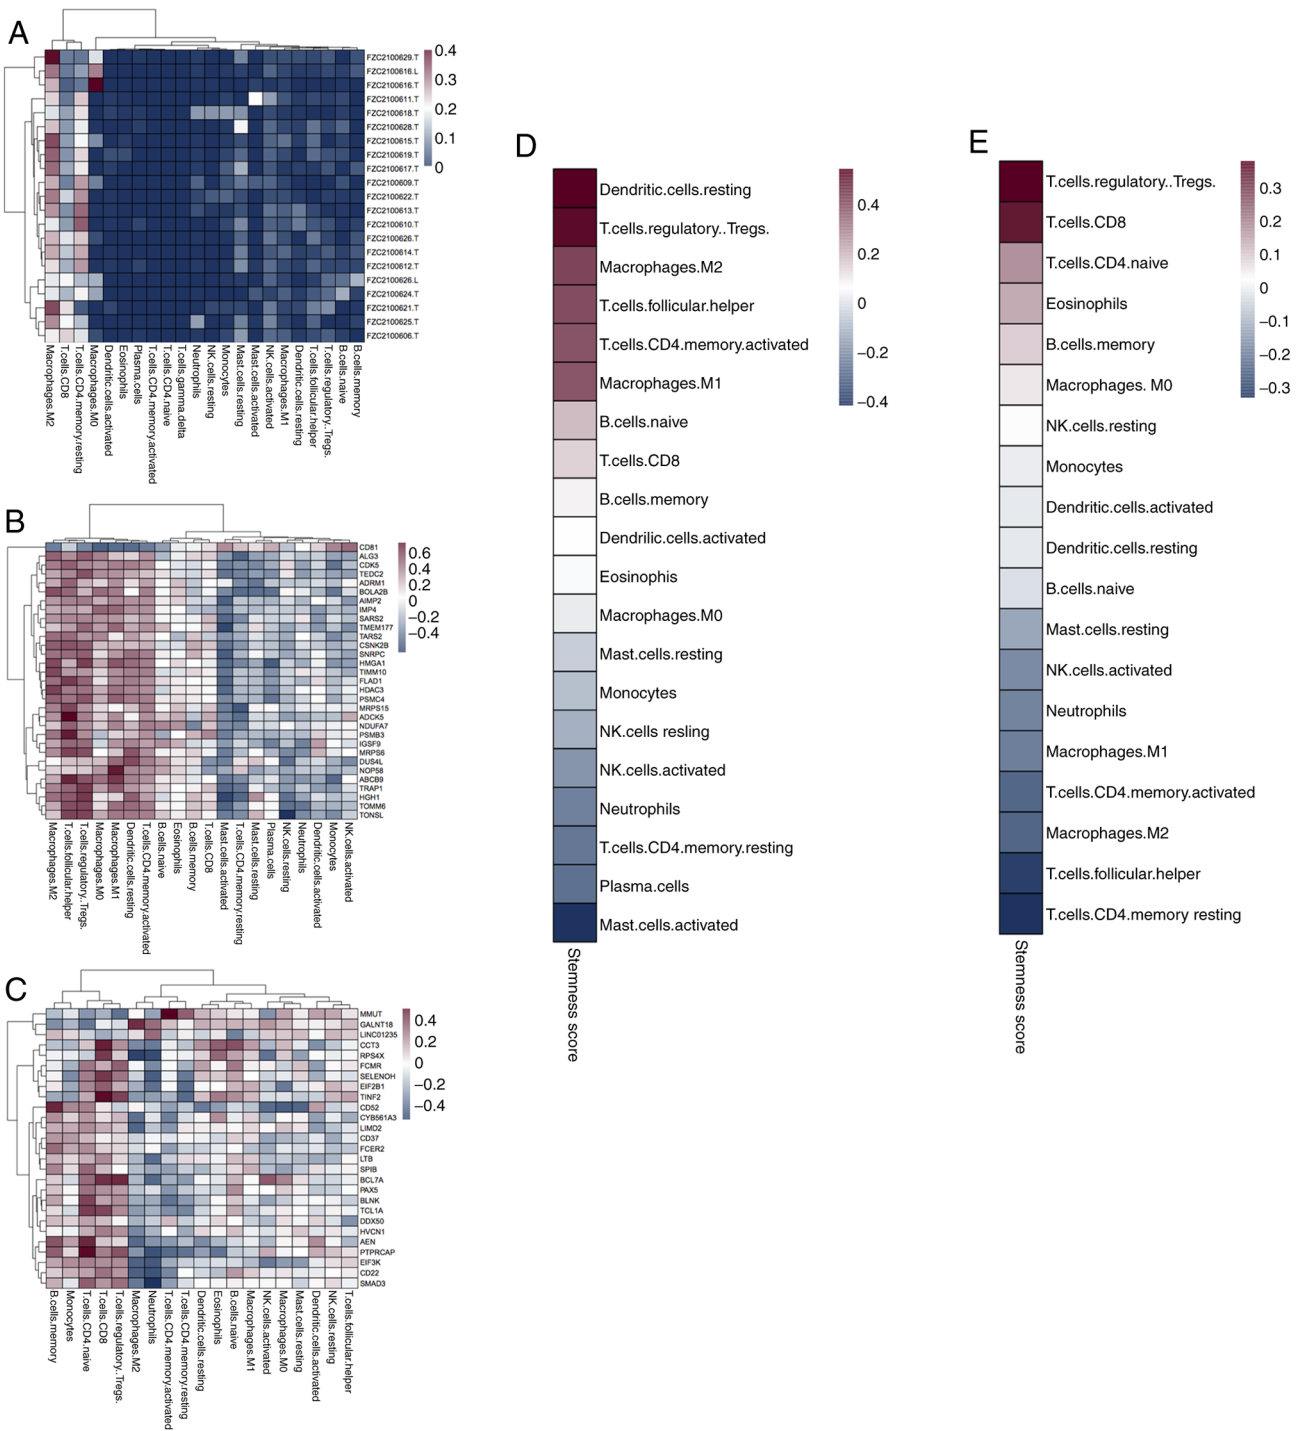 A
FZC2100629.T
FZC2100616.L
FZC2100616.T
FZC2100611.T
FZC2100618.T
FZC2100628.T
FZC2100615.T
FZC2100619.T
FZC2100617.T
FZC2100609.T
FZC2100622.T
FZC2100613.T
FZC2100610.T
FZC2100626.T
FZC2100614.T
FZC2100612.T
FZC2100626.L
FZC2100624.T
FZC2100621.T
FZC2100625.T
FZC2100606.T
0.4
0.3
0.2
0.1
0
Macrophages.M2
T.cells.CD8
T.cells.CD4.memory.resting
Macrophages.M0
Dendritic.cells.activated
Eosinophils
Plasma.cells
T.cells.CD4.memory.activated
T.cells.CD4.naive
T.cells.gamma.delta
Neutrophils
NK.cells.resting
Monocytes
Mast.cells.resting
Mast.cells.activated
NK.cells.activated
Macrophages.M1
Dendritic.cells.resting
T.cells.follicular.helper
T.cells.regulatory..Tregs.
B.cells.naive
B.cells.memory
B
CD81
ALG3
CDK5
TEDC2
ADRM1
BOLA2B
AIMP2
IMP4
SARS2
TMEM177
TARS2
CSNK2B
SNRPC
HMGA1
TIMM10
FLAD1
HDAC3
PSMC4
MRPS15
ADCK5
NDUFA7
PSMB3
IGSF9
MRPS6
DUS4L
NOP58
ABCB9
TRAP1
HGH1
TOMM6
TONSL
0.6
0.4
0.2
0
−0.2
−0.4
Macrophages.M2
T.cells.follicular.helper
T.cells.regulatory..Tregs.
Macrophages.M0
Macrophages.M1
Dendritic.cells.resting
T.cells.CD4.memory.activated
B.cells.naive
Eosinophils
B.cells.memory
T.cells.CD8
Mast.cells.activated
T.cells.CD4.memory.resting
Mast.cells.resting
Plasma.cells
NK.cells.resting
Neutrophils
Dendritic.cells.activated
Monocytes
NK.cells.activated
C
MMUT
GALNT18
LINC01235
CCT3
RPS4X
FCMR
SELENOH
EIF2B1
TINF2
CD52
CYB561A3
LIMD2
CD37
FCER2
LTB
SPIB
BCL7A
PAX5
BLNK
TCL1A
DDX50
HVCN1
AEN
PTPRCAP
EIF3K
CD22
SMAD3
0.4
0.2
0
−0.2
−0.4
B.cells.memory
Monocytes
T.cells.CD4.naive
T.cells.CD8
T.cells.regulatory..Tregs.
Macrophages.M2
Neutrophils
T.cells.CD4.memory.activated
T.cells.CD4.memory.resting
Dendritic.cells.resting
Eosinophils
B.cells.naive
Macrophages.M1
NK.cells.activated
Macrophages.M0
Mast.cells.resting
Dendritic.cells.activated
NK.cells.resting
T.cells.follicular.helper
D
Dendritic.cells.resting
T.cells.regulatory..Tregs.
Macrophages.M2
T.cells.follicular.helper
T.cells.CD4.memory.activated
Macrophages.M1
B.cells.naive
T.cells.CD8
B.cells.memory
Dendrilic.cells.activated
Eosinophis
Macrophages.M0
Mast.cells.resting
Monocytes
NK.cells resling
NK.cells.activated
Neutrophils
T.cells.CD4.memory.resting
Plasma.cells
Mast.cells.activated
0.4
0.2
0
−0.2
−0.4
Stemness score
E
T.cells.regulatory..Tregs.
T.cells.CD8
T.cells.CD4.naive
Eosinophils
B.cells.memory
Macrophages. M0
NK.cells.resting
Monocytes
Dendritic.cells.activated
Dendritic.cells.resting
B.cells.naive
Mast.cells.resting
NK.cells.activated
Neutrophils
Macrophages.M1
T.cells.CD4.memory.activated
Macrophages.M2
T.cells.follicular.helper
T.cells.CD4.memory resting
0.3
0.2
0.1
0
−0.1
−0.2
−0.3
Stemness score